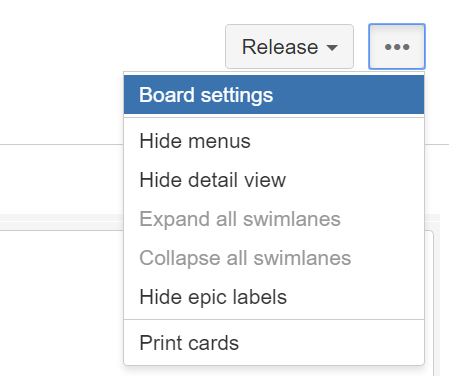 Release
•••
Board settings
Hide menus
Hide detail view
Expand all swimlanes
Collapse all swimlanes
Hide epic labels
Print cards